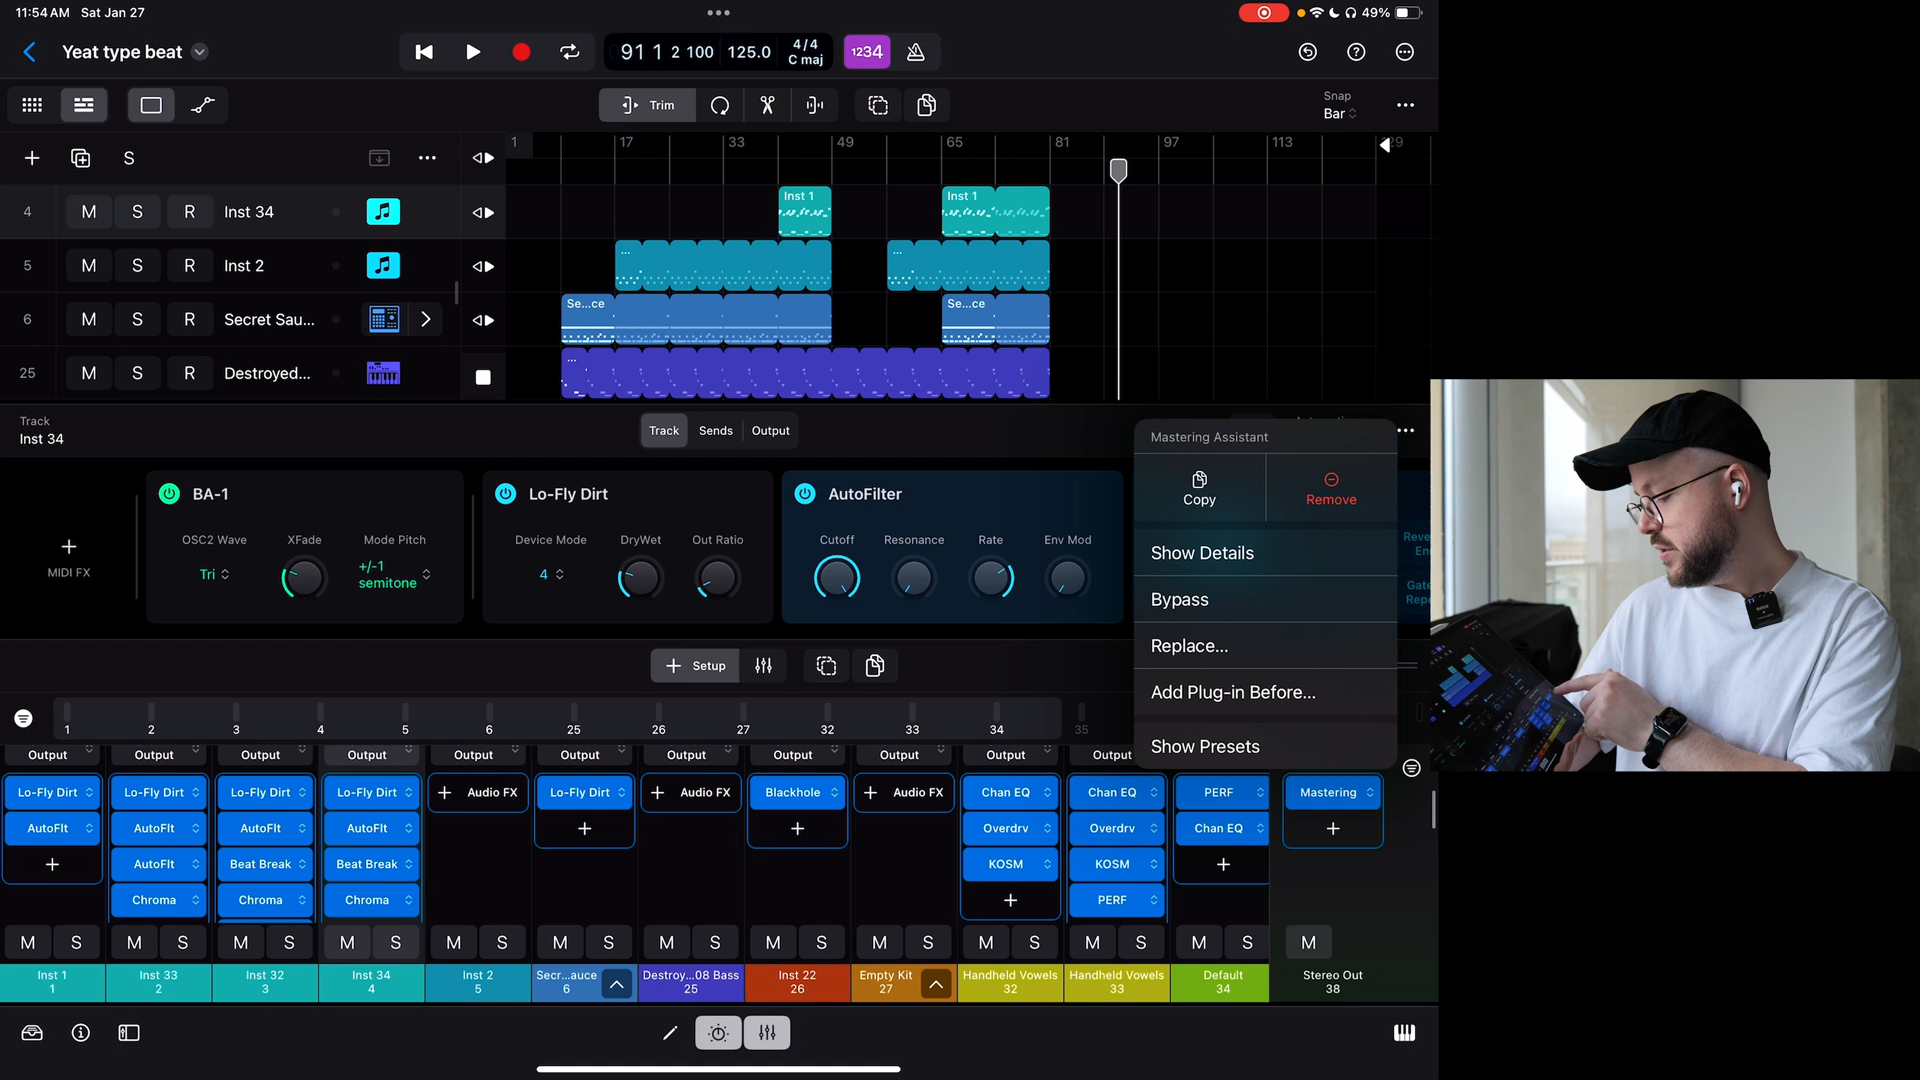 11:54 AM Sat Jan 27
49%
Yeat type beat
91 1 2 100
125.0
4/4
C maj
1234
Trim
Snap
Bar
S
1
17
33
49
65
81
97
113
4
M
S
R
Inst 34
Inst 1
Inst 1
5
M
S
R
Inst 2
...
...
6
M
S
R
Secret Sau...
Se...ce
Se...ce
25
M
S
R
Destroyed...
...
Track
Inst 34
Track
Sends
Output
Mastering Assistant
Copy
Remove
Show Details
Bypass
Replace...
Add Plug-in Before...
Show Presets
MIDI FX
BA-1
OSC2 Wave
XFade
Mode Pitch
Tri
+/-1
semitone
Lo-Fly Dirt
Device Mode
DryWet
Out Ratio
4
AutoFilter
Cutoff
Resonance
Rate
Env Mod
Setup
1
2
3
4
5
6
25
26
27
32
33
34
35
Output
Output
Output
Output
Output
Output
Output
Output
Output
Output
Output
Lo-Fly Dirt
Lo-Fly Dirt
Lo-Fly Dirt
Lo-Fly Dirt
+ Audio FX
Lo-Fly Dirt
+ Audio FX
Blackhole
+ Audio FX
Chan EQ
Chan EQ
PERF
Mastering
AutoFlt
AutoFlt
AutoFlt
AutoFlt
Overdrv
Overdrv
Chan EQ
AutoFlt
Beat Break
Beat Break
KOSM
KOSM
Chroma
Chroma
Chroma
PERF
M S
M S
M S
M S
M S
M S
M S
M S
M S
M S
M S
M S
M
Inst 1
1
Inst 33
2
Inst 32
3
Inst 34
4
Inst 2
5
Secr...auce
6
Destroy...08 Bass
25
Inst 22
26
Empty Kit
27
Handheld Vowels
32
Handheld Vowels
33
Default
34
Stereo Out
38